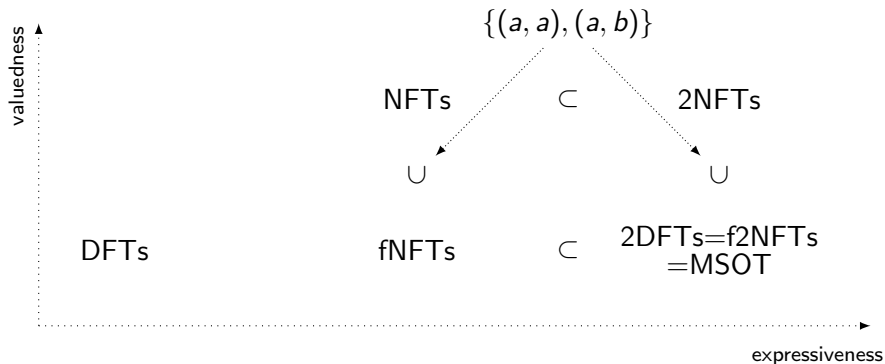 {(a, a), (a, b)}
valuedness
NFTs ⊂ 2NFTs
∪ ∪
DFTs fNFTs ⊂ 2DFTs=f2NFTs
=MSOT
expressiveness